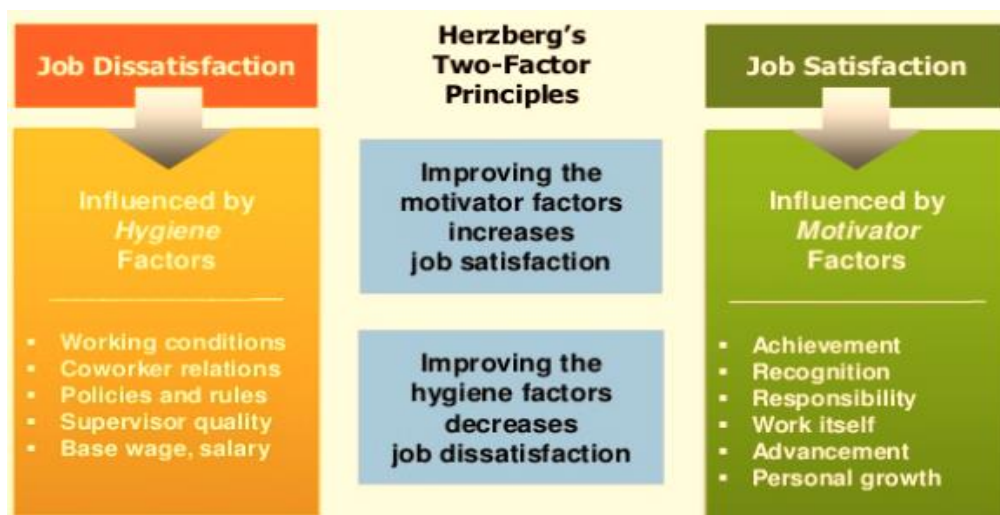 Job Dissatisfaction
Influenced by
Hygiene
Factors
▪ Working conditions
▪ Coworker relations
▪ Policies and rules
▪ Supervisor quality
▪ Base wage, salary
Herzberg’s
Two-Factor
Principles
Improving the
motivator factors
increases
job satisfaction
Improving the
hygiene factors
decreases
job dissatisfaction
Job Satisfaction
Influenced by
Motivator
Factors
▪ Achievement
▪ Recognition
▪ Responsibility
▪ Work itself
▪ Advancement
▪ Personal growth